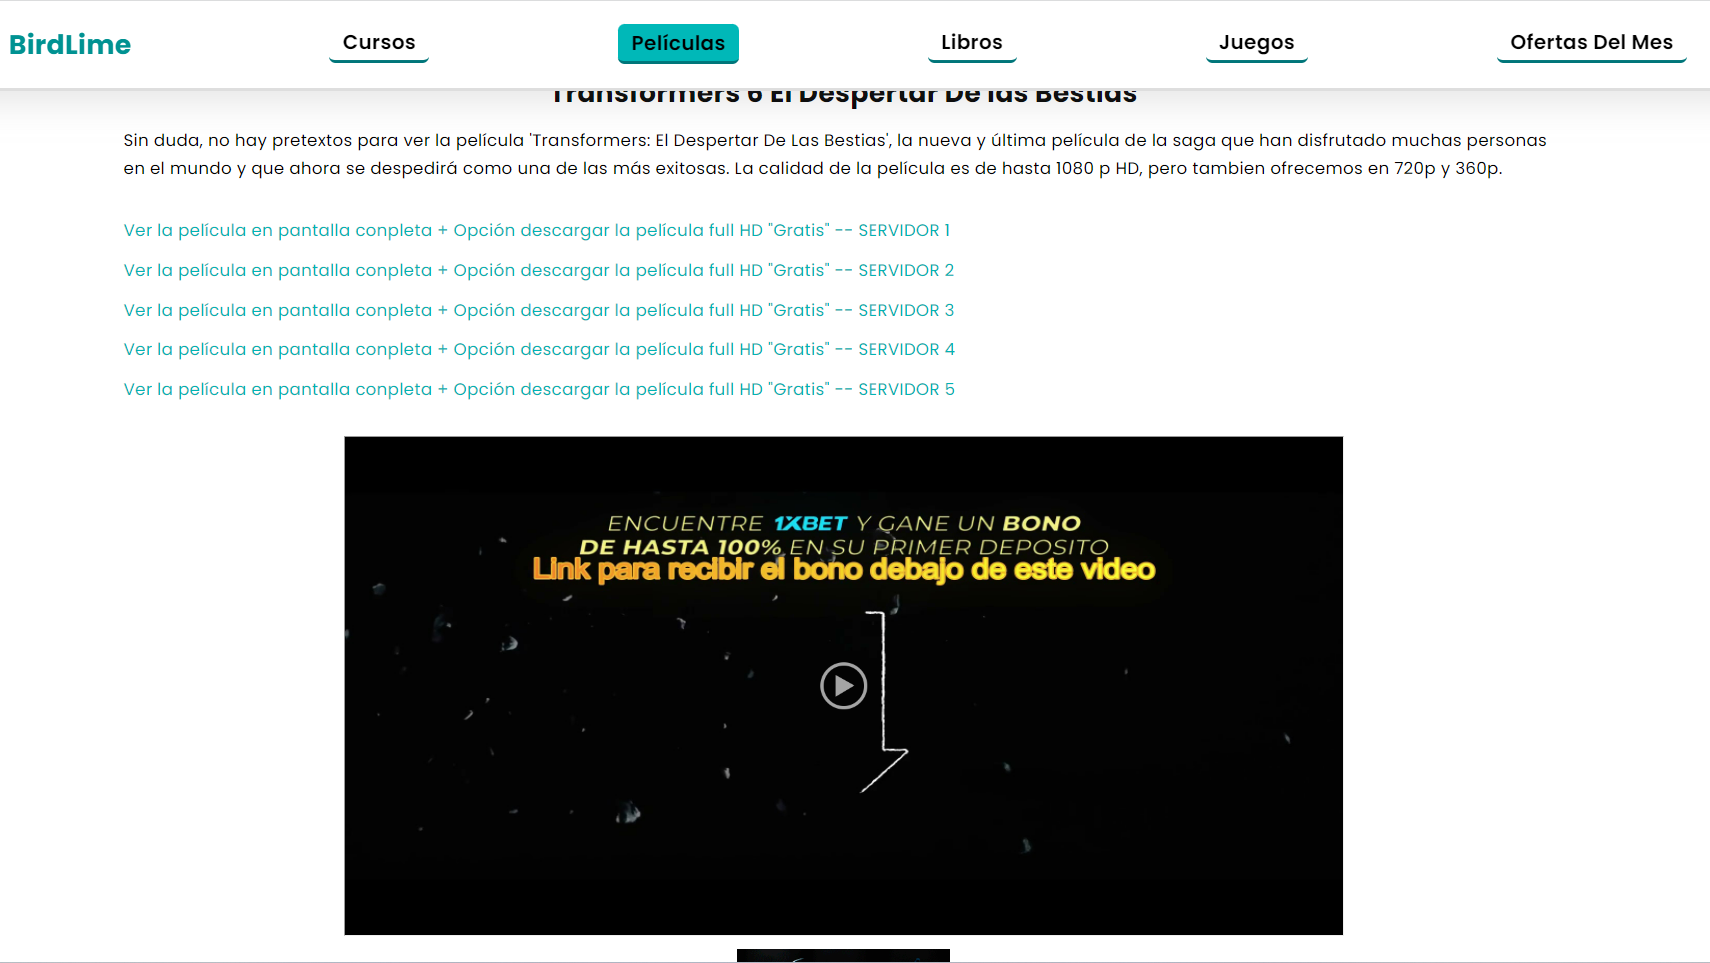 BirdLime
Cursos
Películas
Libros
Juegos
Ofertas Del Mes
Transformers 6 El Despertar De las Bestias
Sin duda, no hay pretextos para ver la película 'Transformers: El Despertar De Las Bestias', la nueva y última película de la saga que han disfrutado muchas personas
en el mundo y que ahora se despedirá como una de las más exitosas. La calidad de la película es de hasta 1080 p HD, pero tambien ofrecemos en 720p y 360p.
Ver la película en pantalla conpleta + Opción descargar la película full HD "Gratis" -- SERVIDOR 1
Ver la película en pantalla conpleta + Opción descargar la película full HD "Gratis" -- SERVIDOR 2
Ver la película en pantalla conpleta + Opción descargar la película full HD "Gratis" -- SERVIDOR 3
Ver la película en pantalla conpleta + Opción descargar la película full HD "Gratis" -- SERVIDOR 4
Ver la película en pantalla conpleta + Opción descargar la película full HD "Gratis" -- SERVIDOR 5
ENCUENTRE 1XBET Y GANE UN BONO
DE HASTA 100% EN SU PRIMER DEPOSITO
Link para recibir el bono debajo de este video